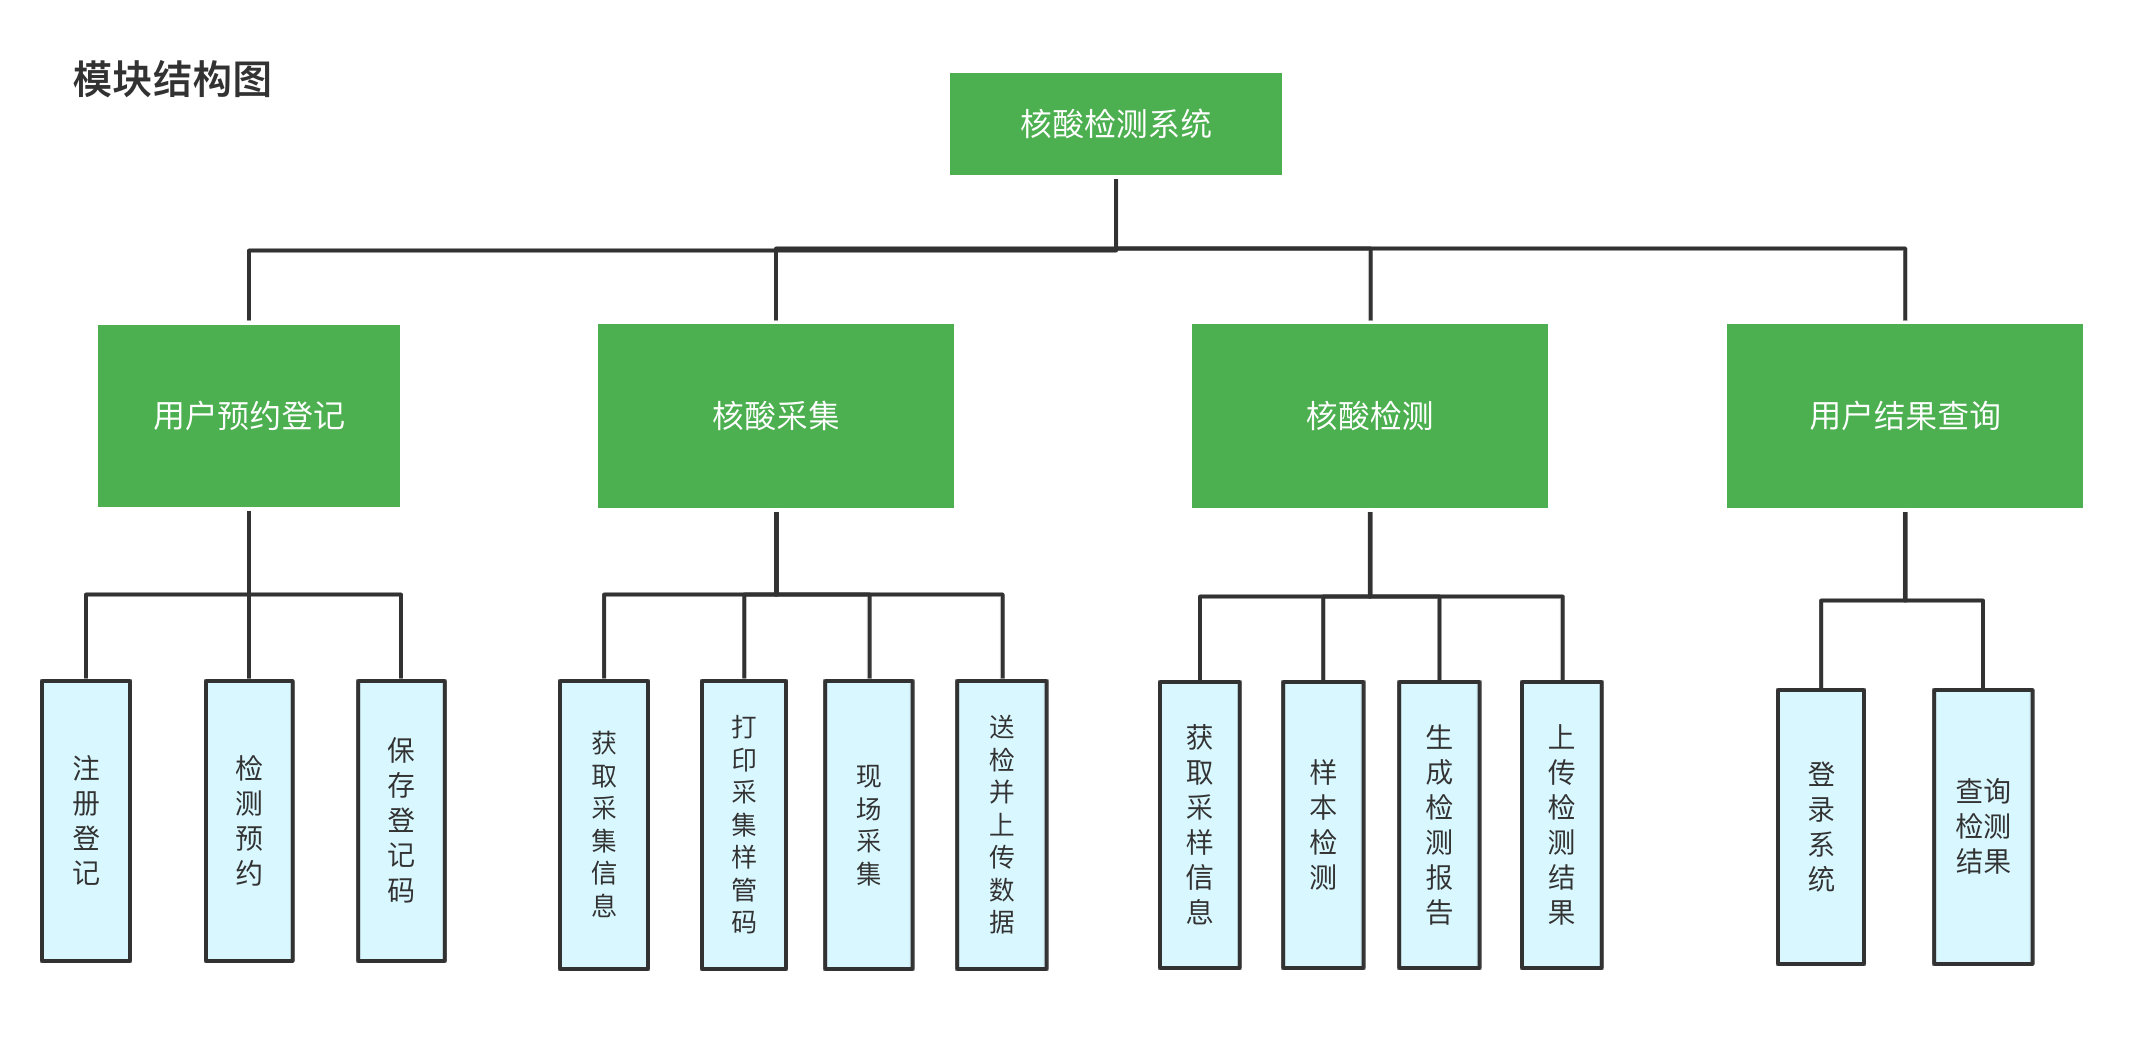 模块结构图
核酸检测系统
用户预约登记
核酸采集
核酸检测
用户结果查询
注册登记
检测预约
保存登记码
获取采集信息
打印采集样管码
现场采集
送检并上传数据
获取采样信息
样本检测
生成检测报告
上传检测结果
登录系统
查询
检测
结果